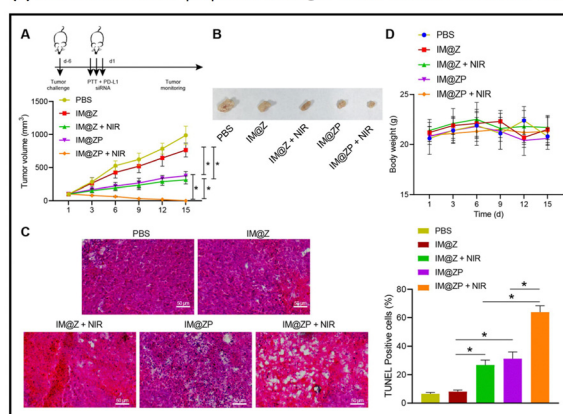 A
d-6
d1
Tumor challenge
PTT + PD-L1 siRNA
Tumor monitoring
Tumor volume (mm³)
1000
800
600
400
200
0
1 3 6 9 12 15
PBS
IM@Z
IM@Z + NIR
IM@ZP
IM@ZP + NIR
*
*
*
*
B
PBS
IM@Z
IM@Z + NIR
IM@ZP
IM@ZP + NIR
D
PBS
IM@Z
IM@Z + NIR
IM@ZP
IM@ZP + NIR
Body weight (g)
25
20
15
1 3 6 9 12 15
Time (d)
C
PBS
IM@Z
50 μm
50 μm
IM@Z + NIR
IM@ZP
IM@ZP + NIR
50 μm
50 μm
50 μm
PBS
IM@Z
IM@Z + NIR
IM@ZP
IM@ZP + NIR
TUNEL Positive cells (%)
80
60
40
20
0
*
*
*
*